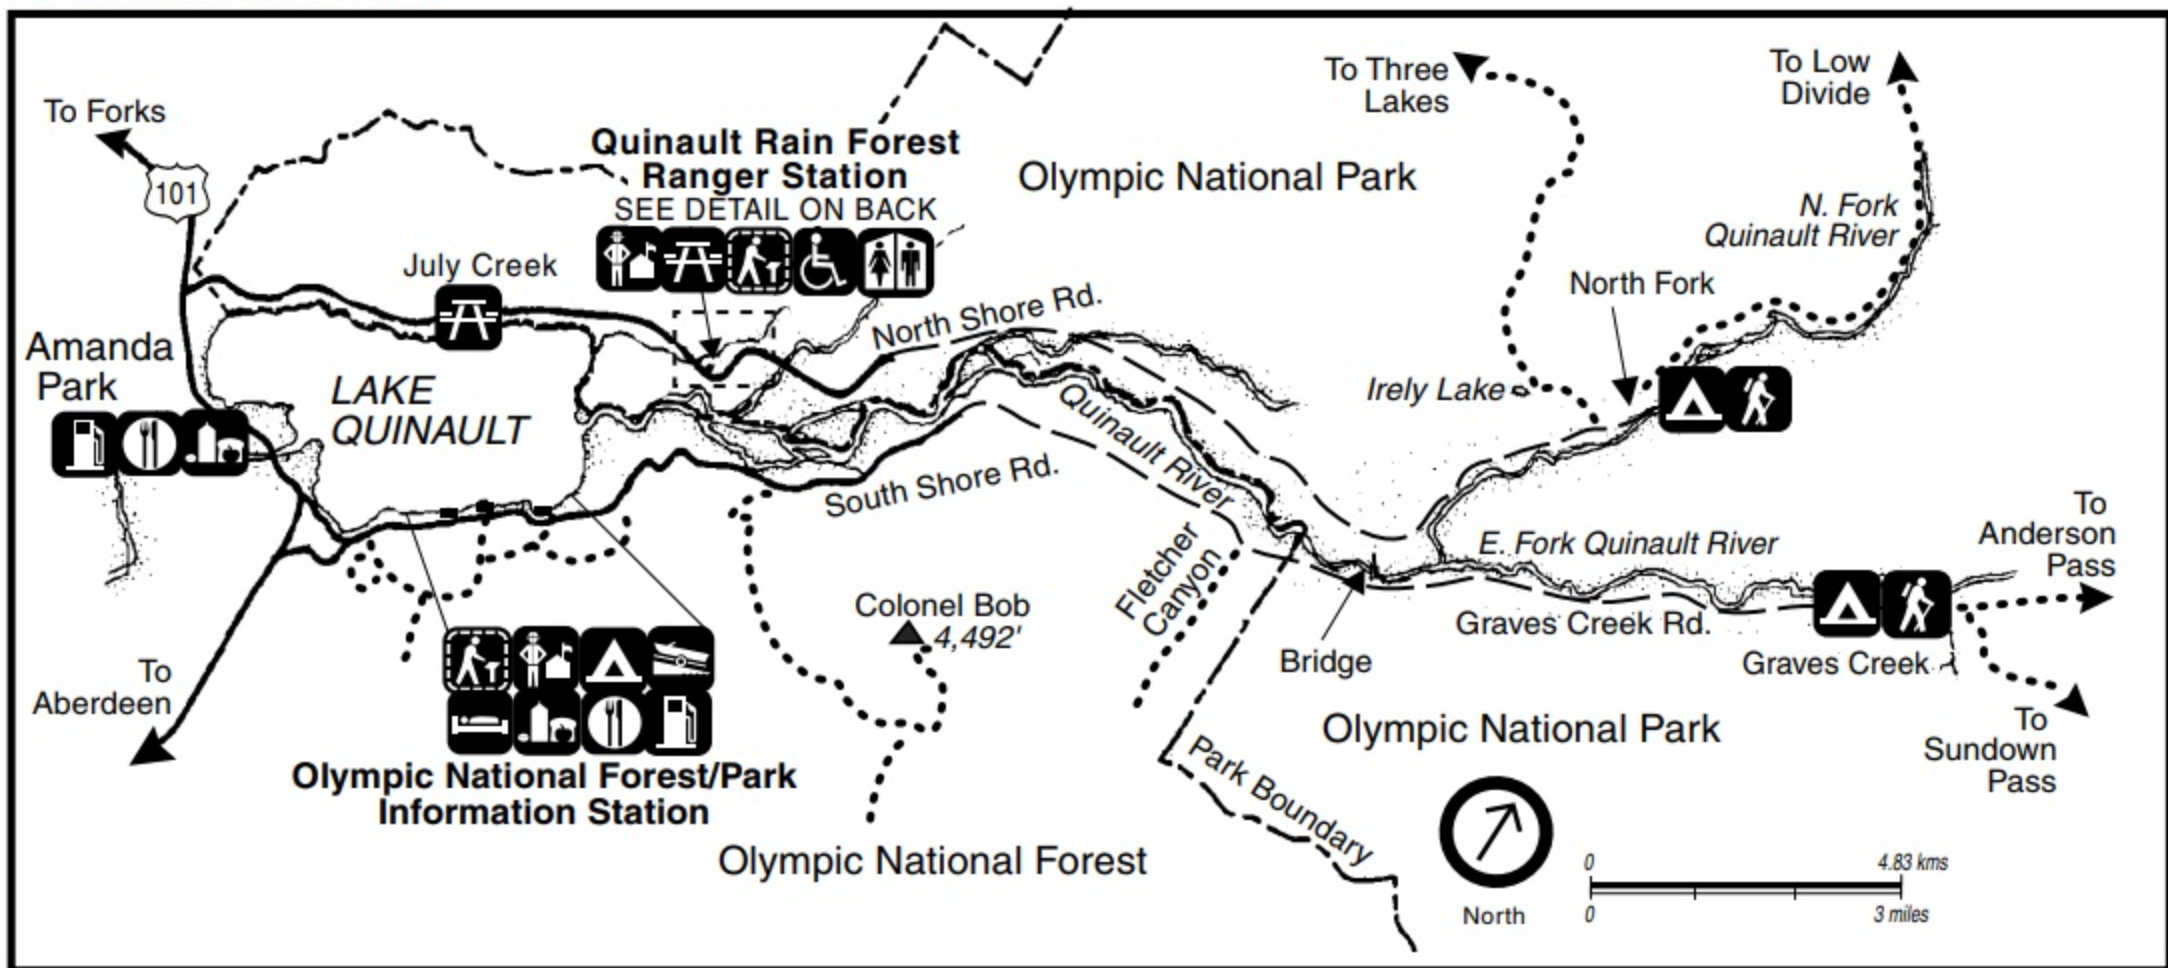 To Forks
101
Quinault Rain Forest
Ranger Station
SEE DETAIL ON BACK
Olympic National Park
To Three
Lakes
To Low
Divide
N. Fork
Quinault River
July Creek
North Shore Rd.
North Fork
Amanda
Park
LAKE
QUINAULT
Irely Lake
Quinault River
South Shore Rd.
Fletcher
Canyon
E. Fork Quinault River
To
Anderson
Pass
Colonel Bob
4,492'
Bridge
Graves Creek Rd.
Graves Creek
To
Aberdeen
To
Sundown
Pass
Olympic National Park
Park Boundary
Olympic National Forest/Park
Information Station
Olympic National Forest
North
0
4.83 kms
0
3 miles